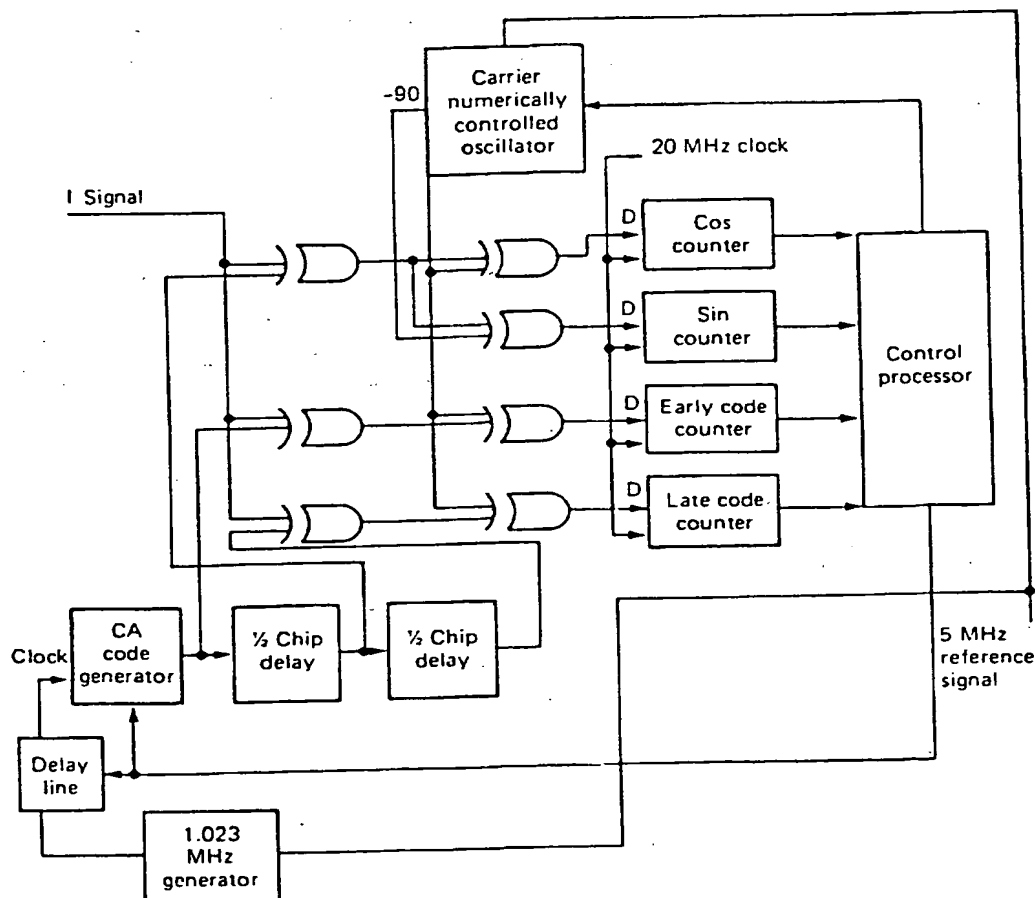 Carrier
numerically
controlled
oscillator
-90
20 MHz clock
I Signal
D
Cos
counter
D
Sin
counter
Control
processor
D
Early code
counter
D
Late code
counter
CA
code
generator
½ Chip
delay
½ Chip
delay
Clock
5 MHz
reference
signal
Delay
line
1.023
MHz
generator